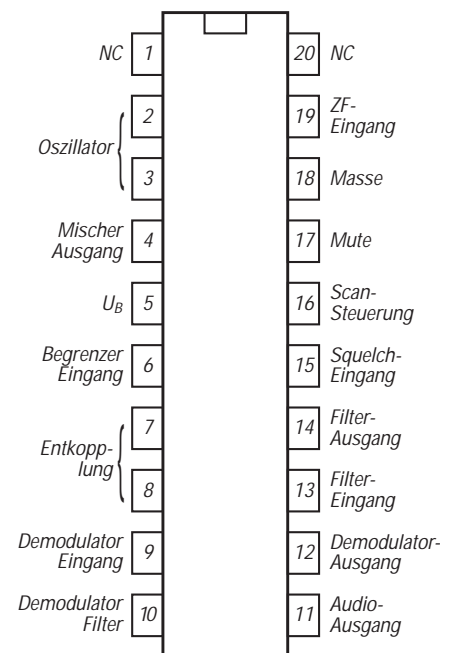 NC 1
20 NC
2
19 ZF-
Eingang
Oszillator
3
18 Masse
Mischer
Ausgang
4
17 Mute
UB 5
16 Scan-
Steuerung
Begrenzer
Eingang
6
15 Squelch-
Eingang
7
14 Filter-
Ausgang
Entkopp-
lung
8
13 Filter-
Eingang
Demodulator
Eingang
9
12 Demodulator-
Ausgang
Demodulator
Filter
10
11 Audio-
Ausgang